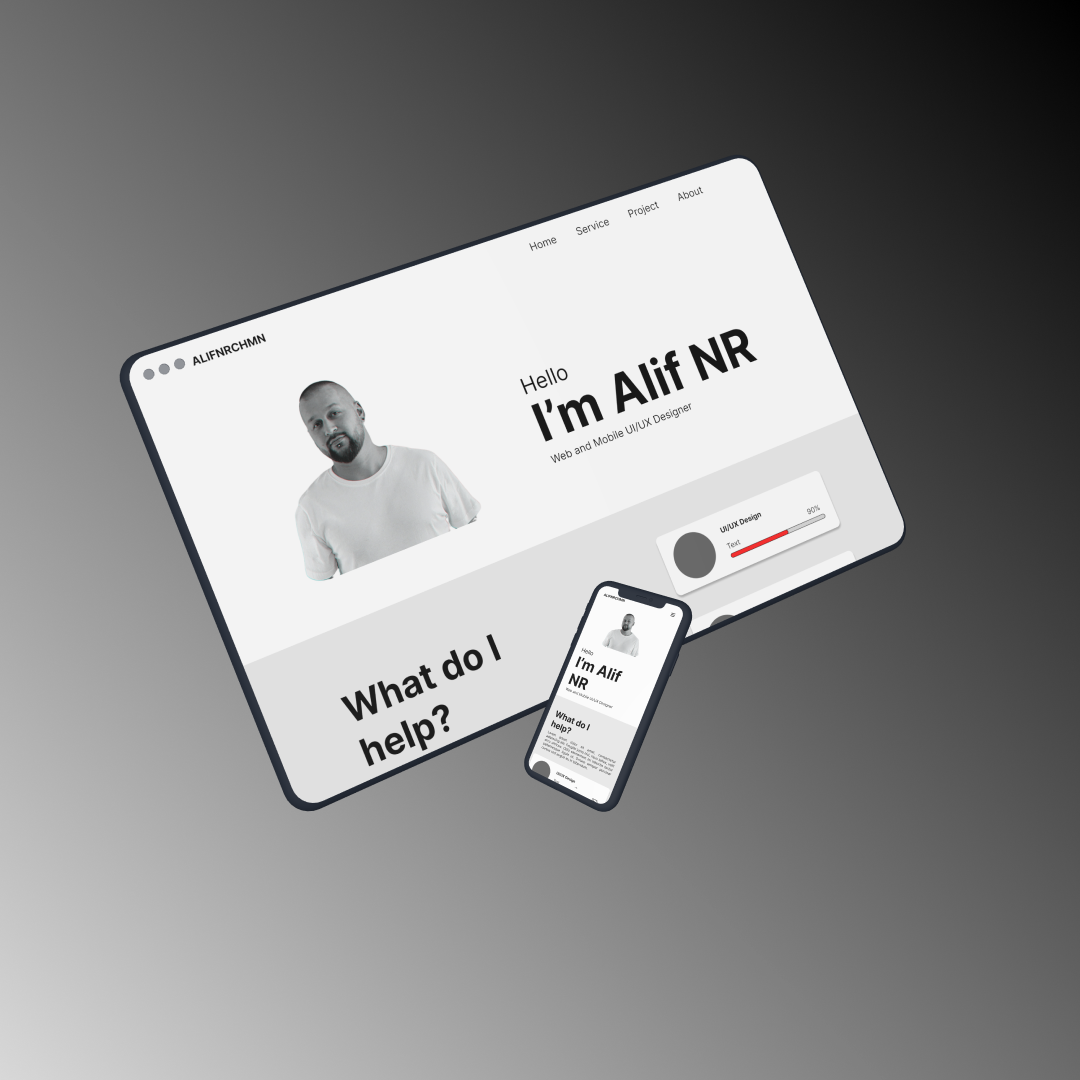 ALIFNRCHMN
Home Service Project About
Hello
I'm Alif NR
Web and Mobile UI/UX Designer
What do I
help?
UI/UX Design
Text 90%
ALIFNRCHMN
Hello
I'm Alif
NR
Web and Mobile UI/UX Designer
What do I
help?
UI/UX Design